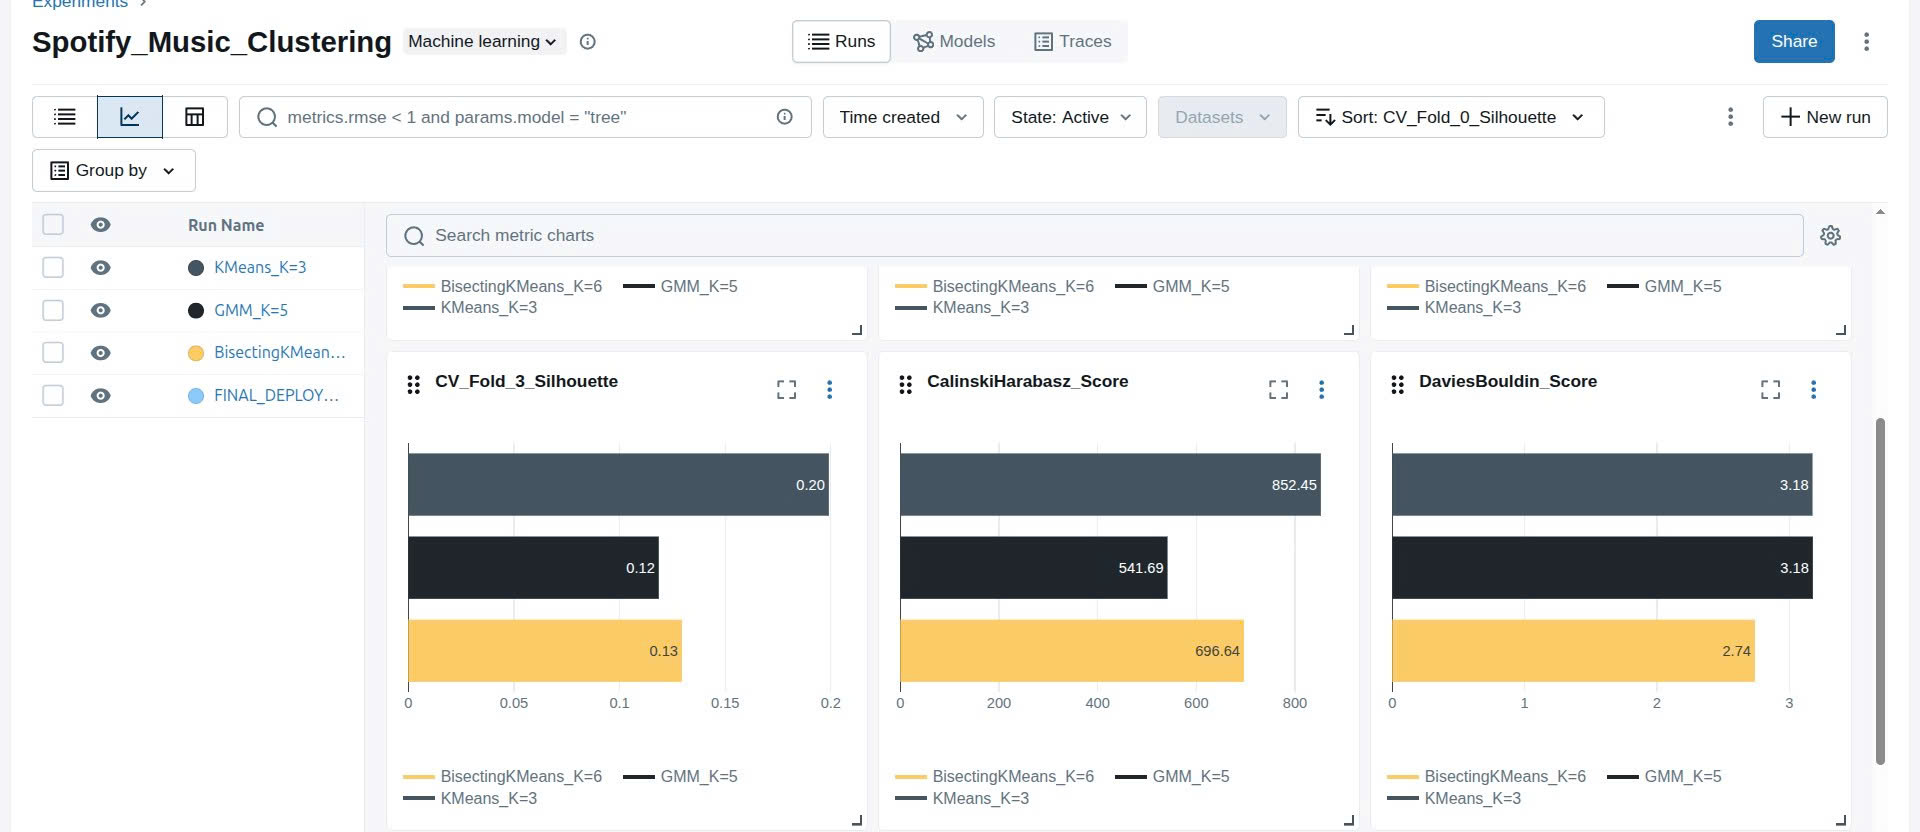 Experiments
Spotify_Music_Clustering Machine learning Runs Models Traces Share
metrics.rmse < 1 and params.model = "tree" Time created State: Active Datasets Sort: CV_Fold_0_Silhouette New run
Group by
Run Name
KMeans_K=3
GMM_K=5
BisectingKMean...
FINAL_DEPLOY...
Search metric charts
BisectingKMeans_K=6 GMM_K=5
KMeans_K=3
BisectingKMeans_K=6 GMM_K=5
KMeans_K=3
BisectingKMeans_K=6 GMM_K=5
KMeans_K=3
CV_Fold_3_Silhouette
0.20
0.12
0.13
0 0.05 0.1 0.15 0.2
BisectingKMeans_K=6 GMM_K=5
KMeans_K=3
CalinskiHarabasz_Score
852.45
541.69
696.64
0 200 400 600 800
BisectingKMeans_K=6 GMM_K=5
KMeans_K=3
DaviesBouldin_Score
3.18
3.18
2.74
0 1 2 3
BisectingKMeans_K=6 GMM_K=5
KMeans_K=3